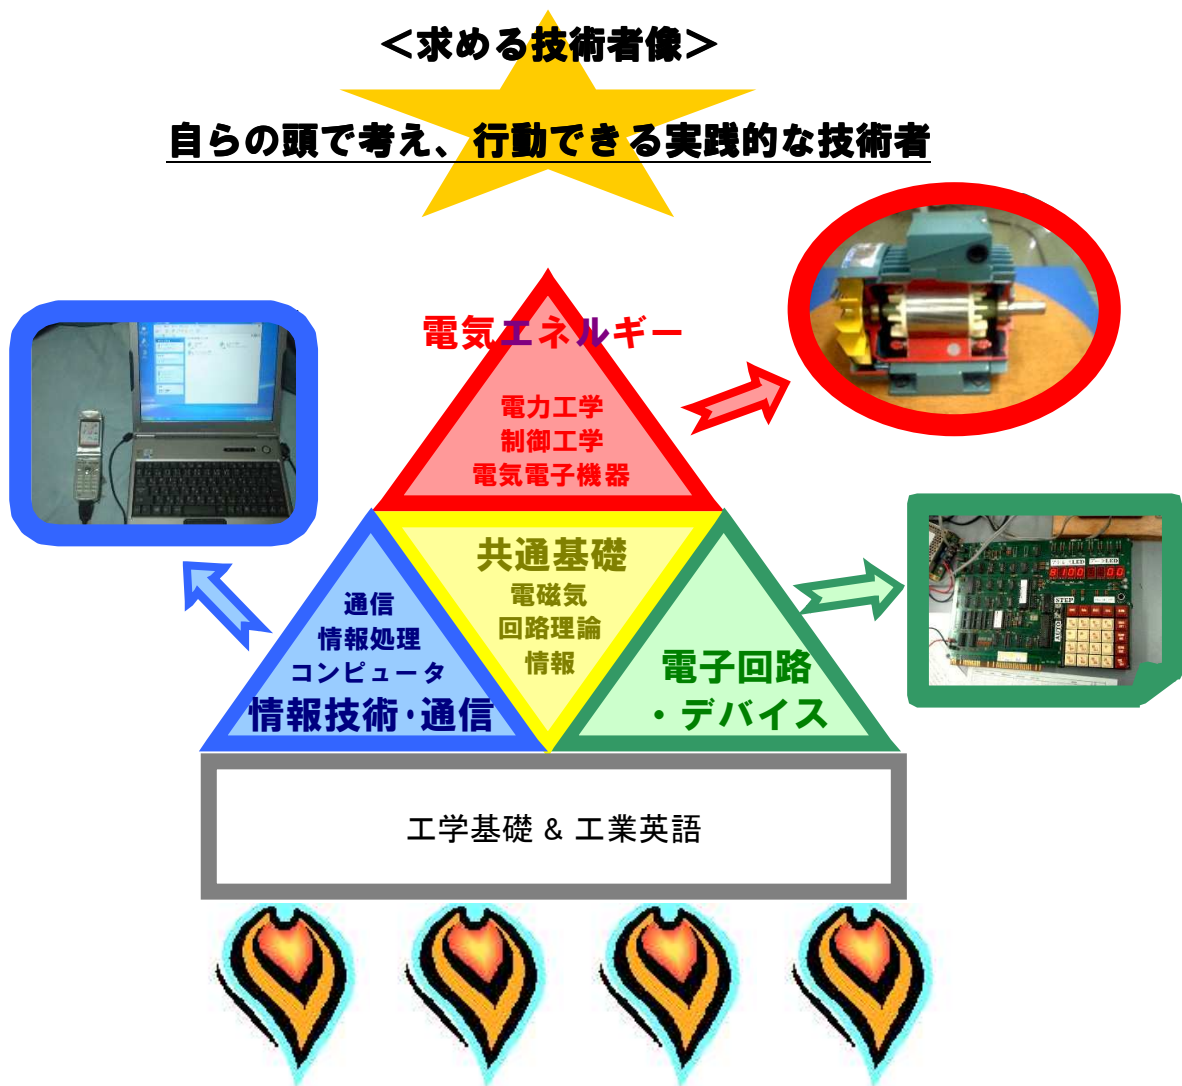 <求める技術者像>
自らの頭で考え、行動できる実践的な技術者
電気エネルギー
電力工学
制御工学
電気電子機器
共通基礎
電磁気
回路理論
情報
通信
情報処理
コンピュータ
情報技術・通信
電子回路
・デバイス
工学基礎 & 工業英語